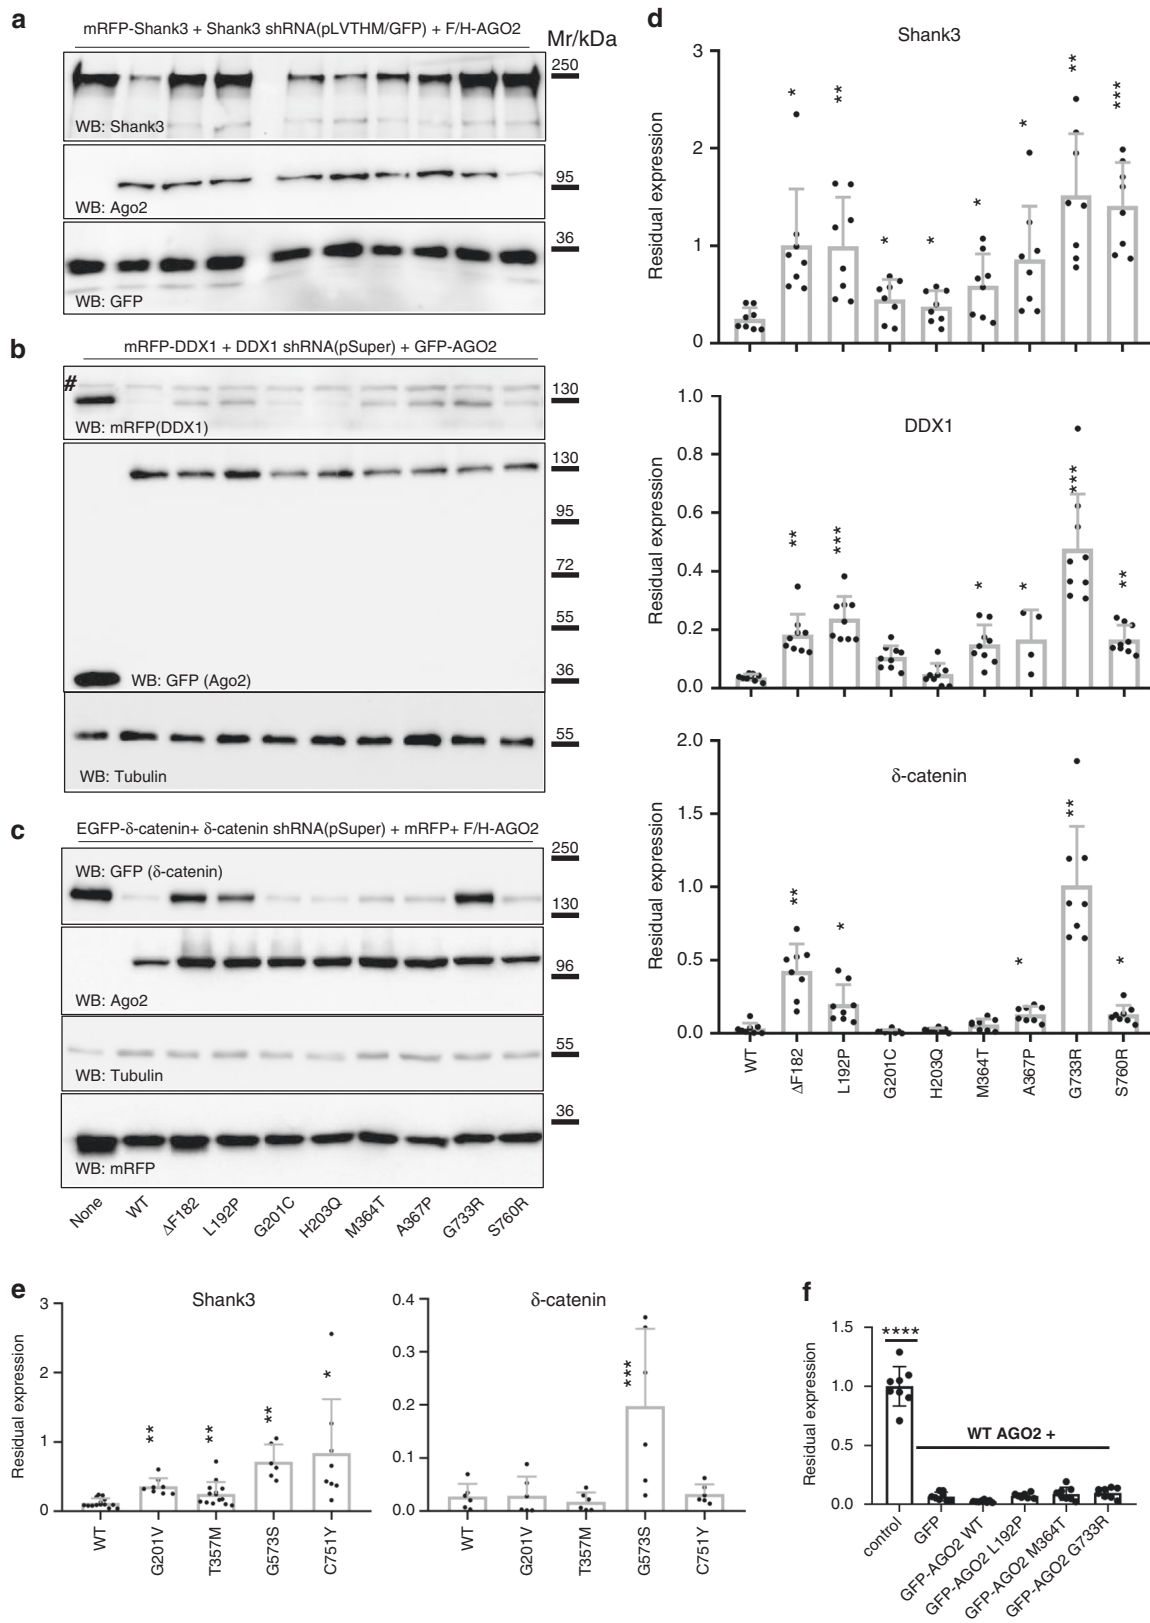 a
mRFP-Shank3 + Shank3 shRNA(pLVTHM/GFP) + F/H-AGO2
Mr/kDa
250
WB: Shank3
95
WB: Ago2
36
WB: GFP
b
mRFP-DDX1 + DDX1 shRNA(pSuper) + GFP-AGO2
#
130
WB: mRFP(DDX1)
130
95
72
55
36
WB: GFP (Ago2)
55
WB: Tubulin
c
EGFP-δ-catenin+ δ-catenin shRNA(pSuper) + mRFP+ F/H-AGO2
250
WB: GFP (δ-catenin)
130
96
WB: Ago2
55
WB: Tubulin
36
WB: mRFP
None WT ΔF182 L192P G201C H203Q M364T A367P G733R S760R
d
Shank3
Residual expression
3
2
1
0
* ** * * * * ** ***
DDX1
Residual expression
1.0
0.8
0.6
0.4
0.2
0.0
** *** * * *** **
δ-catenin
Residual expression
2.0
1.5
1.0
0.5
0.0
** * * ** *
WT ΔF182 L192P G201C H203Q M364T A367P G733R S760R
e
Shank3
Residual expression
3
2
1
0
** ** ** *
WT G201V T357M G573S C751Y
δ-catenin
0.4
0.3
0.2
0.1
0.0
***
WT G201V T357M G573S C751Y
f
Residual expression
1.5
1.0
0.5
0.0
****
WT AGO2 +
control GFP GFP-AGO2 WT GFP-AGO2 L192P GFP-AGO2 M364T GFP-AGO2 G733R